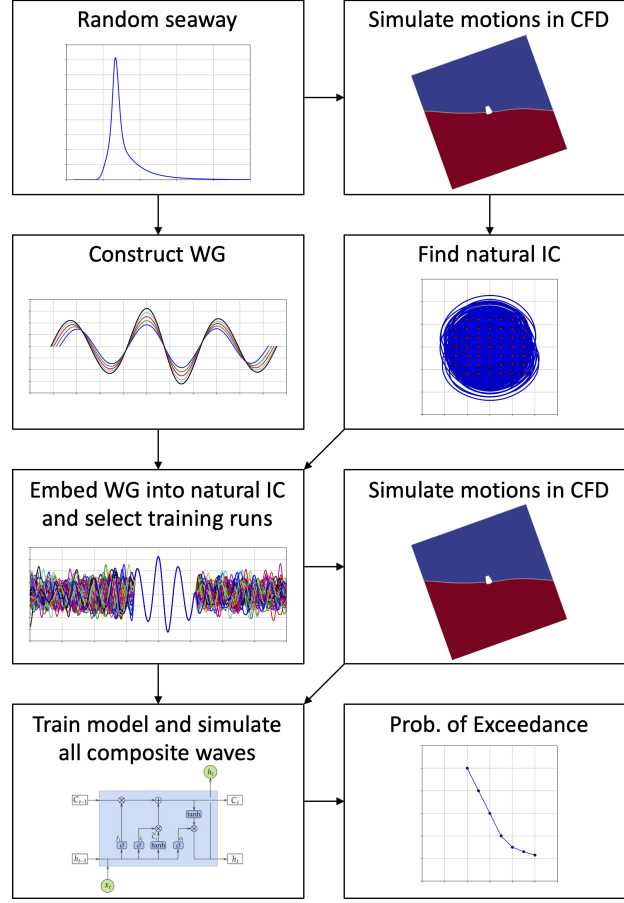 Random seaway
Simulate motions in CFD
Construct WG
Find natural IC
Embed WG into natural IC
and select training runs
Simulate motions in CFD
Train model and simulate
all composite waves
h_t
C_{t-1}
C_t
tanh
σ
σ
tanh
σ
h_{t-1}
h_t
x_t
Prob. of Exceedance